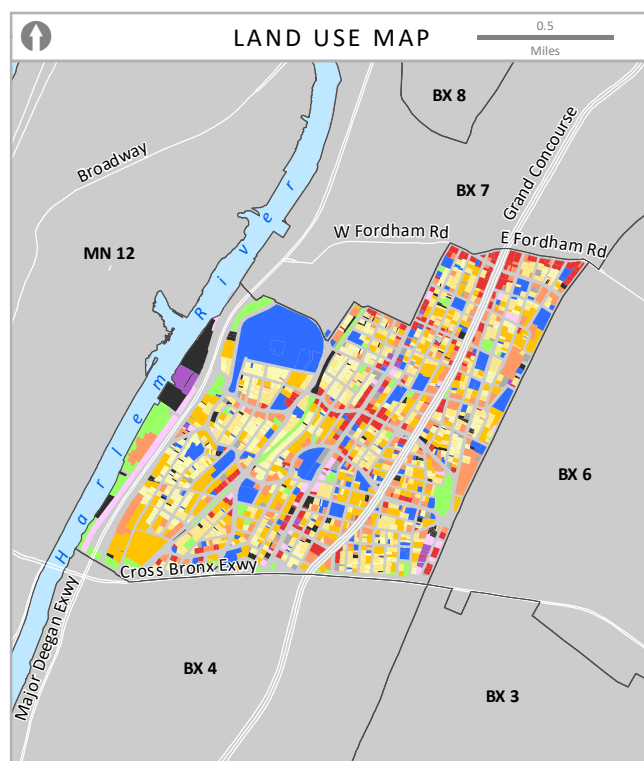 LAND USE MAP
0.5
Miles
BX 8
Grand Concourse
Broadway
BX 7
W Fordham Rd
E Fordham Rd
MN 12
Harlem River
BX 6
Cross Bronx Exwy
Major Deegan Exwy
BX 4
BX 3